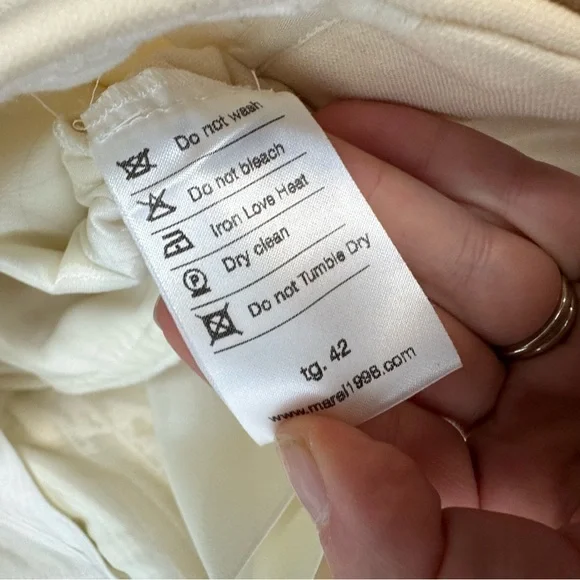 Do not wash
Do not bleach
Iron Love Heat
P
Dry clean
Do not Tumble Dry
tg. 42
www.marel1998.com